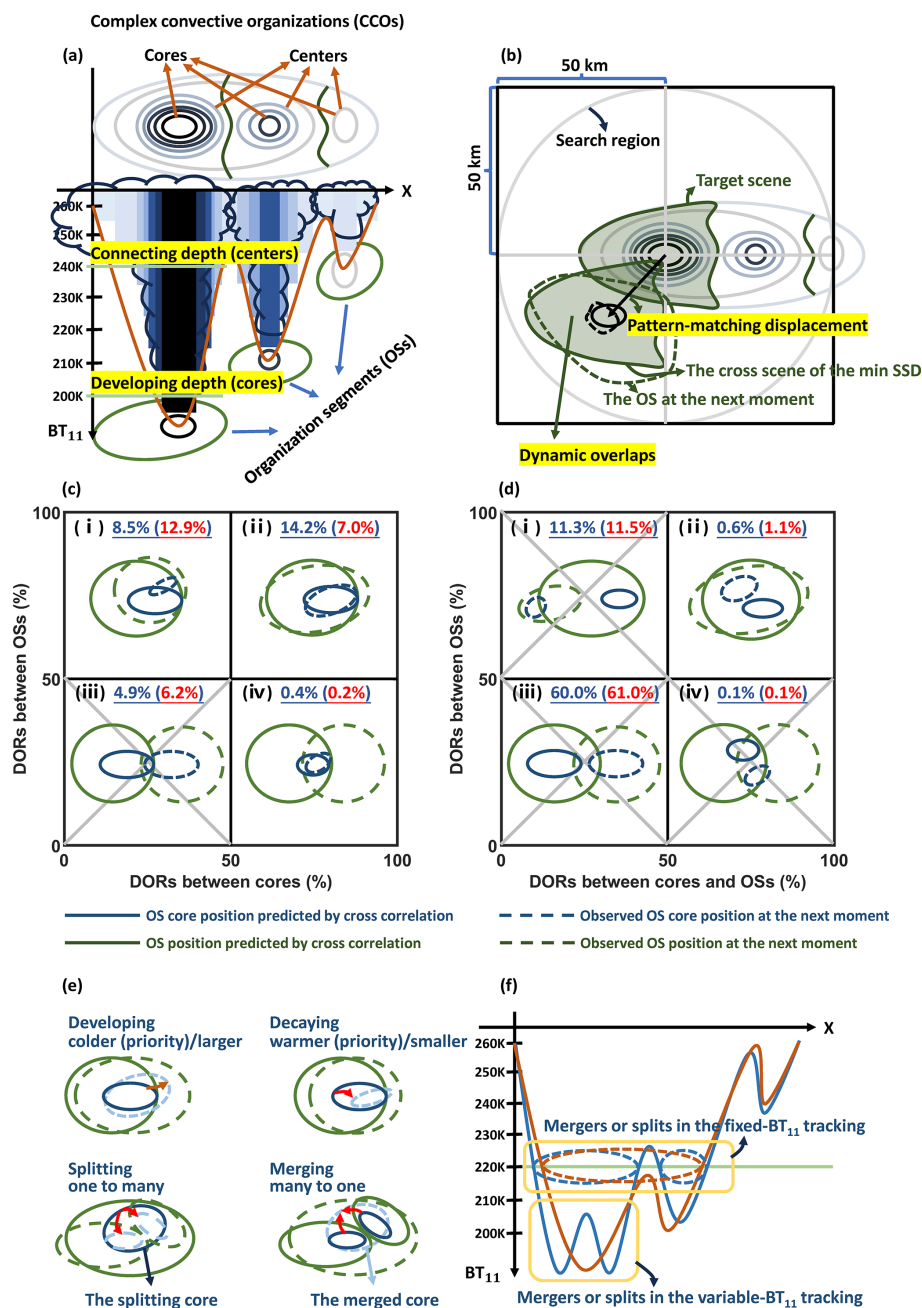 Complex convective organizations (CCOs)
(a)
Cores
Centers
X
260K
250K
Connecting depth (centers)
240K
230K
220K
210K
Developing depth (cores)
200K
BT11
Organization segments (OSs)
(b)
50 km
50 km
Search region
Target scene
Pattern-matching displacement
The cross scene of the min SSD
The OS at the next moment
Dynamic overlaps
(c)
100
(i) 8.5% (12.9%)
(ii) 14.2% (7.0%)
DORs between OSs (%)
50
(iii) 4.9% (6.2%)
(iv) 0.4% (0.2%)
0
0
50
100
DORs between cores (%)
(d)
100
(i) 11.3% (11.5%)
(ii) 0.6% (1.1%)
DORs between OSs (%)
50
(iii) 60.0% (61.0%)
(iv) 0.1% (0.1%)
0
0
50
100
DORs between cores and OSs (%)
OS core position predicted by cross correlation
Observed OS core position at the next moment
OS position predicted by cross correlation
Observed OS position at the next moment
(e)
Developing
colder (priority)/larger
Decaying
warmer (priority)/smaller
Splitting
one to many
Merging
many to one
The splitting core
The merged core
(f)
X
260K
250K
240K
Mergers or splits in the fixed-BT11 tracking
230K
220K
210K
200K
BT11
Mergers or splits in the variable-BT11 tracking